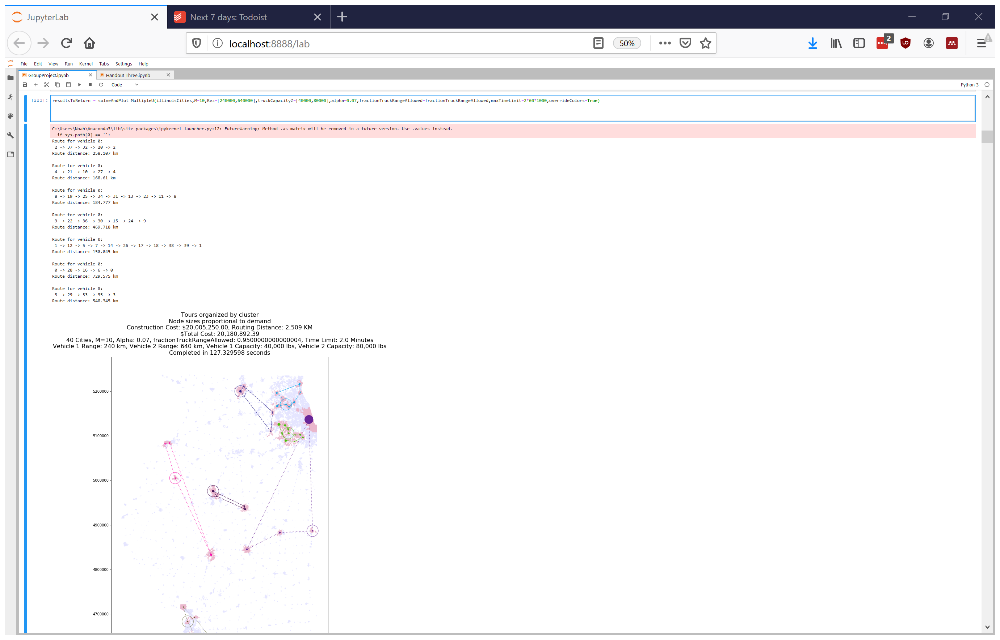 JupyterLab
Next 7 days: Todoist
localhost:8888/lab
50%
2
File Edit View Run Kernel Tabs Settings Help
GroupProject.ipynb
Handout Three.ipynb
Code
Python 3
[223]:
resultsToReturn = solveAndPlot_MultipleU(illinoisCities,M=10,Rvz=[240000,640000],truckCapacityZ=[40000,80000],alpha=0.07,fractionTruckRangeAllowed=fractionTruckRangeAllowed,maxTimeLimit=2*60*1000,overrideColors=True)
C:\Users\Noah\Anaconda3\lib\site-packages\ipykernel_launcher.py:12: FutureWarning: Method .as_matrix will be removed in a future version. Use .values instead.
if sys.path[0] == '':
Route for vehicle 0:
2 -> 37 -> 32 -> 20 -> 2
Route distance: 258.107 km
Route for vehicle 0:
4 -> 21 -> 10 -> 27 -> 4
Route distance: 168.61 km
Route for vehicle 0:
8 -> 19 -> 25 -> 34 -> 31 -> 13 -> 23 -> 11 -> 8
Route distance: 184.777 km
Route for vehicle 0:
9 -> 22 -> 36 -> 30 -> 15 -> 24 -> 9
Route distance: 469.718 km
Route for vehicle 0:
1 -> 12 -> 5 -> 7 -> 14 -> 26 -> 17 -> 18 -> 38 -> 39 -> 1
Route distance: 150.045 km
Route for vehicle 0:
0 -> 28 -> 16 -> 6 -> 0
Route distance: 729.575 km
Route for vehicle 0:
3 -> 29 -> 33 -> 35 -> 3
Route distance: 548.345 km
Tours organized by cluster
Node sizes proportional to demand
Construction Cost: $20,005,250.00, Routing Distance: 2,509 KM
$Total Cost: 20,180,892.39
40 Cities, M=10, Alpha: 0.07, fractionTruckRangeAllowed: 0.9500000000000004, Time Limit: 2.0 Minutes
Vehicle 1 Range: 240 km, Vehicle 2 Range: 640 km, Vehicle 1 Capacity: 40,000 lbs, Vehicle 2 Capacity: 80,000 lbs
Completed in 127.329598 seconds
5200000
5100000
5000000
4900000
4800000
4700000